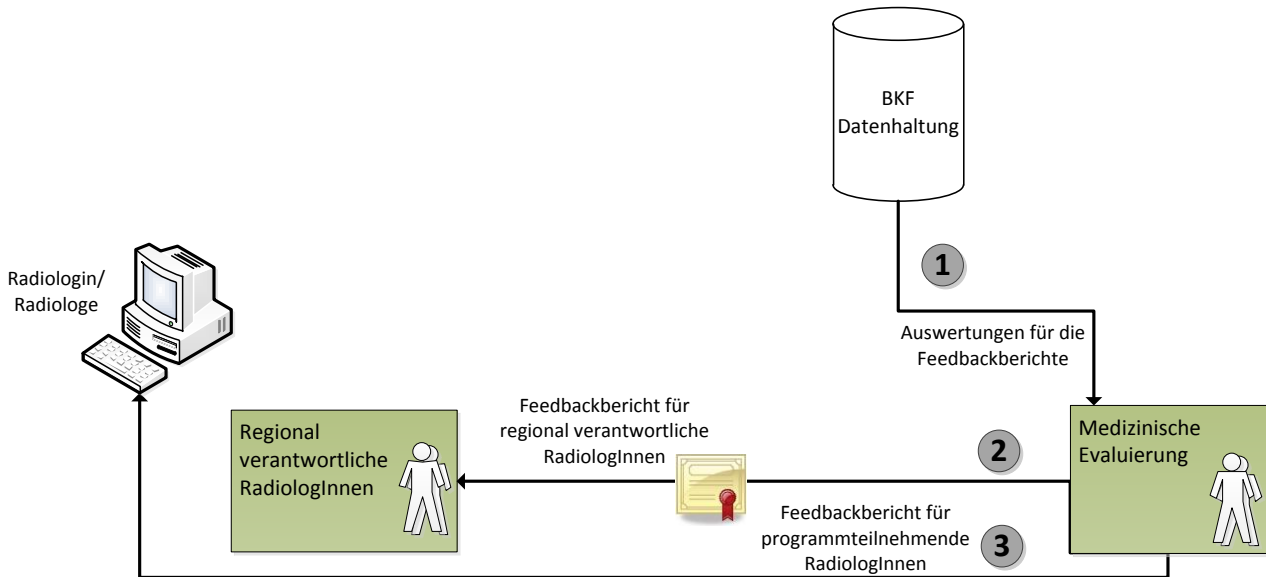 BKF
Datenhaltung
1
Radiologin/
Radiologe
Auswertungen für die
Feedbackberichte
Regional
verantwortliche
RadiologInnen
Feedbackbericht für
regional verantwortliche
RadiologInnen
2
Medizinische
Evaluierung
Feedbackbericht für
programmteilnehmende
RadiologInnen
3